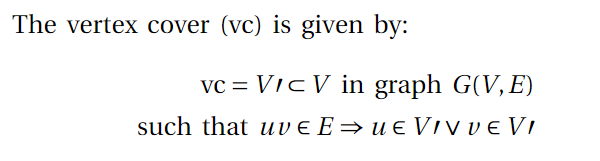 The vertex cover (vc) is given by:
vc = V′ ⊂ V in graph G(V, E)
such that uv ∈ E ⇒ u ∈ V′ ∨ v ∈ V′